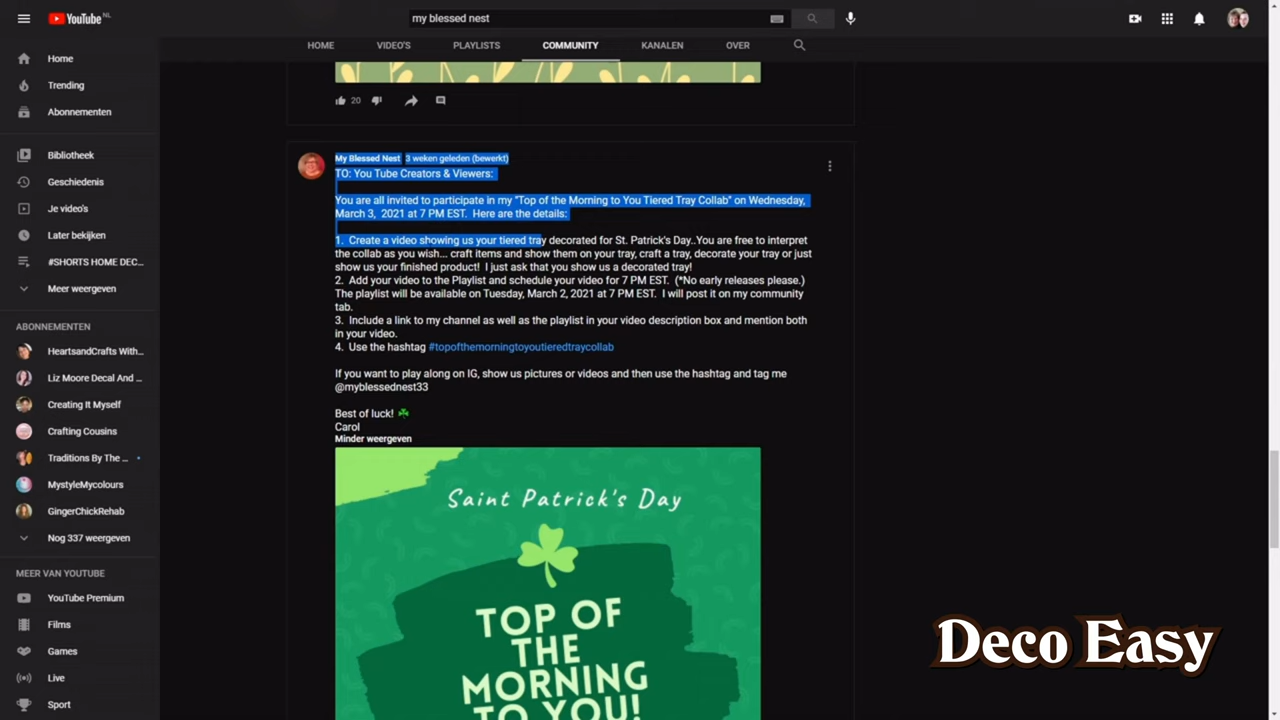 YouTube NL
my blessed nest
HOME VIDEO'S PLAYLISTS COMMUNITY KANALEN OVER
Home
Trending
Abonnementen
Bibliotheek
Geschiedenis
Je video's
Later bekijken
#SHORTS HOME DEC...
Meer weergeven
ABONNEMENTEN
HeartsandCrafts With...
Liz Moore Decal And ...
Creating It Myself
Crafting Cousins
Traditions By The ...
MystyleMycolours
GingerChickRehab
Nog 337 weergeven
MEER VAN YOUTUBE
YouTube Premium
Films
Games
Live
Sport
20
My Blessed Nest 3 weken geleden (bewerkt)
TO: You Tube Creators & Viewers:
You are all invited to participate in my "Top of the Morning to You Tiered Tray Collab" on Wednesday,
March 3, 2021 at 7 PM EST. Here are the details:
1. Create a video showing us your tiered tray decorated for St. Patrick's Day..You are free to interpret
the collab as you wish... craft items and show them on your tray, craft a tray, decorate your tray or just
show us your finished product! I just ask that you show us a decorated tray!
2. Add your video to the Playlist and schedule your video for 7 PM EST. (*No early releases please.)
The playlist will be available on Tuesday, March 2, 2021 at 7 PM EST. I will post it on my community
tab.
3. Include a link to my channel as well as the playlist in your video description box and mention both
in your video.
4. Use the hashtag #topofthemorningtoyoutieredtraycollab
If you want to play along on IG, show us pictures or videos and then use the hashtag and tag me
@myblessednest33
Best of luck! ☘
Carol
Minder weergeven
Saint Patrick's Day
TOP OF
THE
MORNING
TO YOU!
Deco Easy